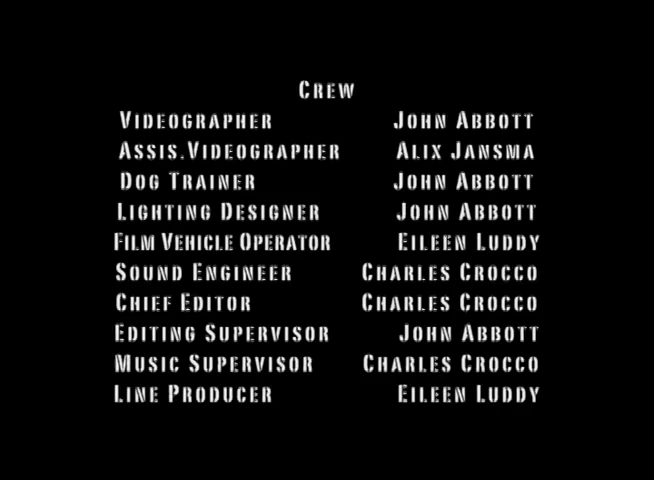 Crew
Videographer John Abbott
Assis.Videographer Alix Jansma
Dog Trainer John Abbott
Lighting Designer John Abbott
Film Vehicle Operator Eileen Luddy
Sound Engineer Charles Crocco
Chief Editor Charles Crocco
Editing Supervisor John Abbott
Music Supervisor Charles Crocco
Line Producer Eileen Luddy